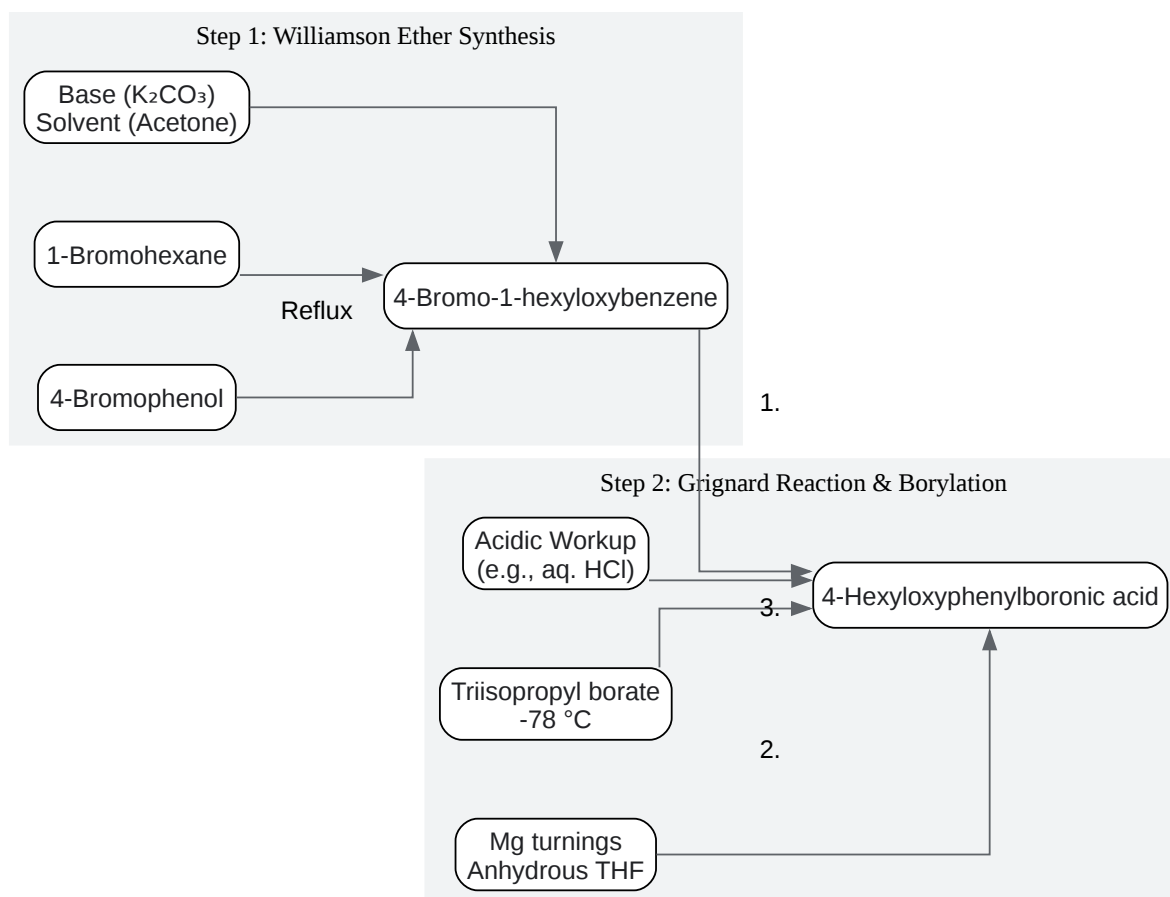 Step 1: Williamson Ether Synthesis
Base (K₂CO₃)
Solvent (Acetone)
1-Bromohexane
Reflux
4-Bromo-1-hexyloxybenzene
4-Bromophenol
1.
Step 2: Grignard Reaction & Borylation
Acidic Workup
(e.g., aq. HCl)
4-Hexyloxyphenylboronic acid
3.
Triisopropyl borate
-78 °C
2.
Mg turnings
Anhydrous THF